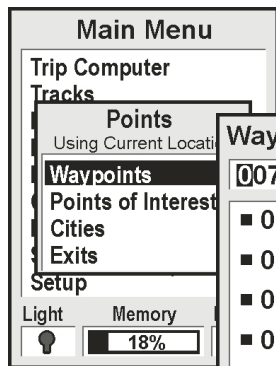 Main Menu
Trip Computer
Tracks
Points
Using Current Locati
Waypoints
Points of Interest
Cities
Exits
Setup
Light
Memory
18%
Way
007
0
0
0
0